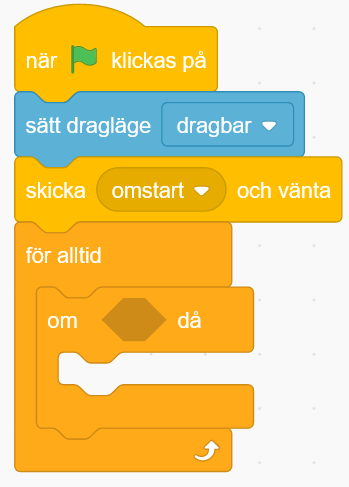 när klickas på
sätt dragläge dragbar
skicka omstart och vänta
för alltid
om då